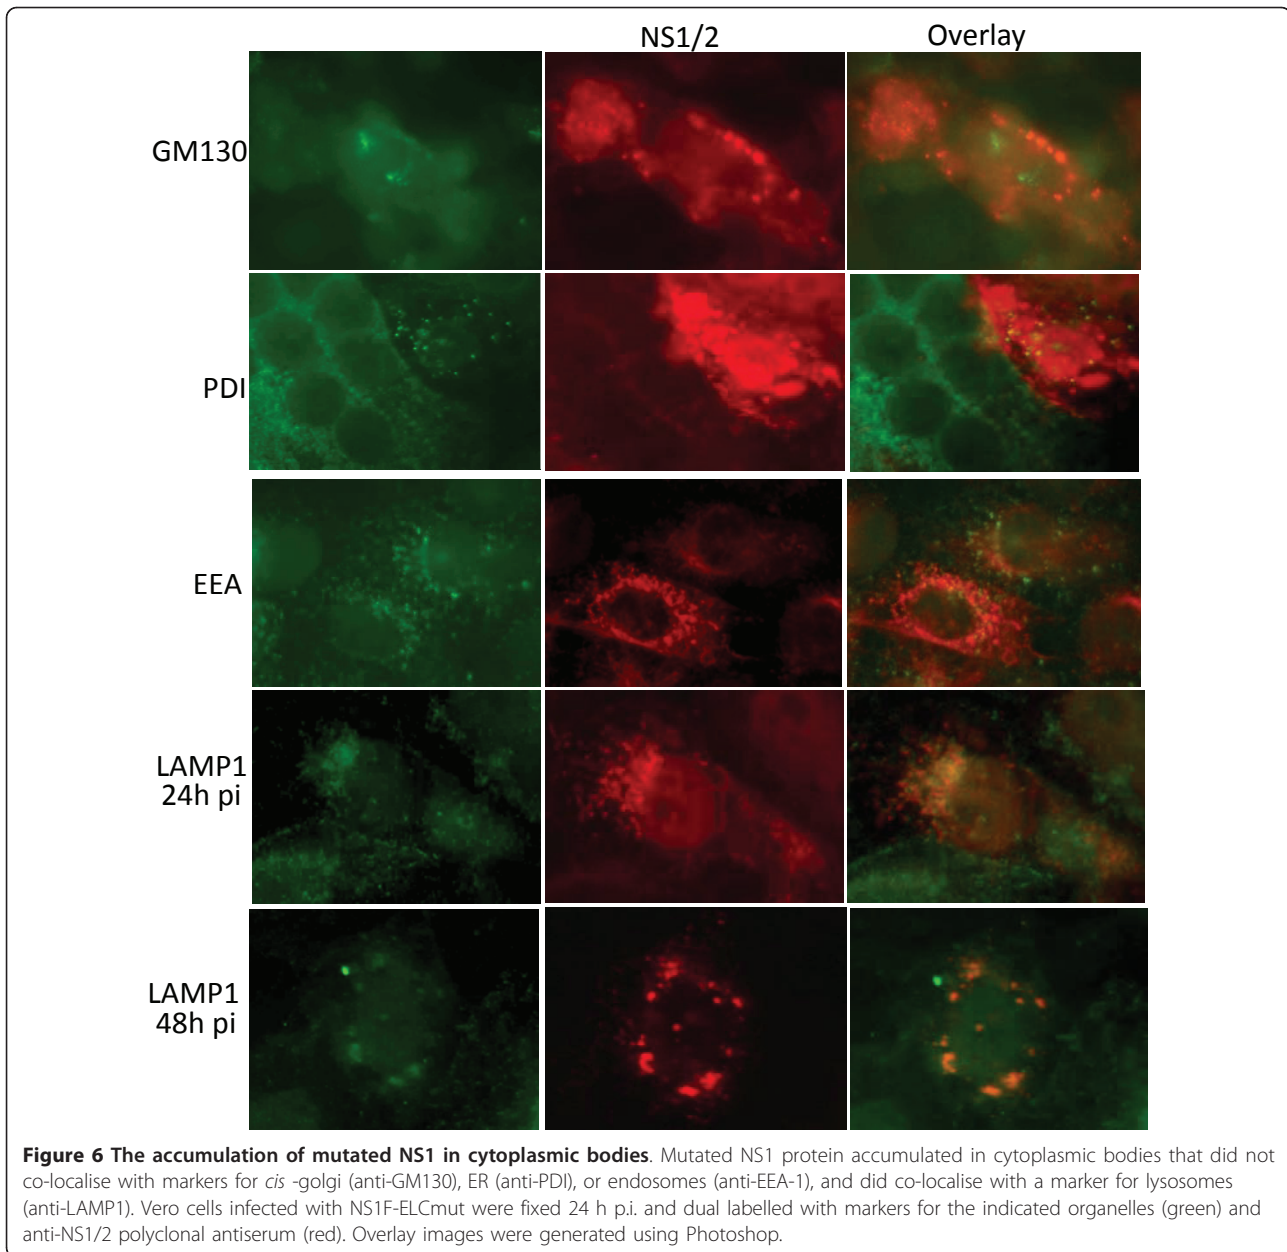 NS1/2
Overlay
GM130
PDI
EEA
LAMP1
24h pi
LAMP1
48h pi
Figure 6 The accumulation of mutated NS1 in cytoplasmic bodies. Mutated NS1 protein accumulated in cytoplasmic bodies that did not
co-localise with markers for cis -golgi (anti-GM130), ER (anti-PDI), or endosomes (anti-EEA-1), and did co-localise with a marker for lysosomes
(anti-LAMP1). Vero cells infected with NS1F-ELCmut were fixed 24 h p.i. and dual labelled with markers for the indicated organelles (green) and
anti-NS1/2 polyclonal antiserum (red). Overlay images were generated using Photoshop.